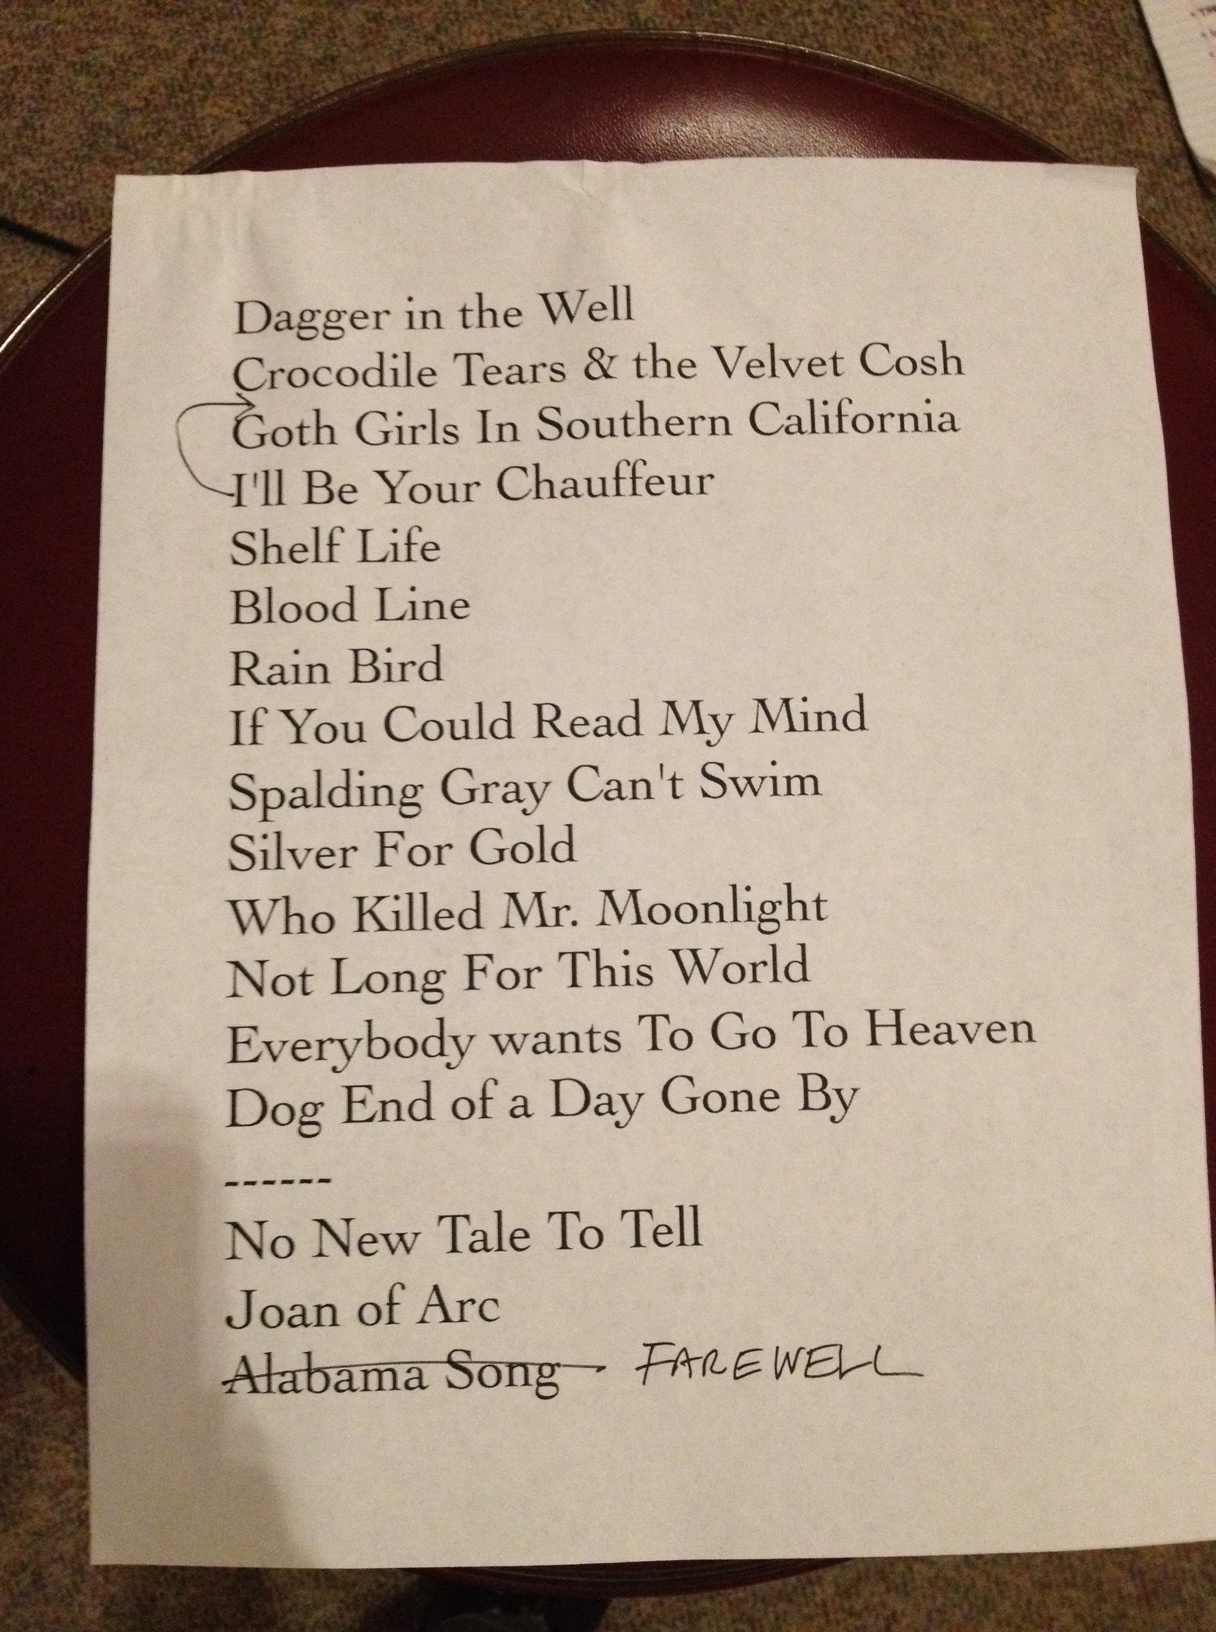 Dagger in the Well
Crocodile Tears & the Velvet Cosh
Goth Girls In Southern California
I'll Be Your Chauffeur
Shelf Life
Blood Line
Rain Bird
If You Could Read My Mind
Spalding Gray Can't Swim
Silver For Gold
Who Killed Mr. Moonlight
Not Long For This World
Everybody wants To Go To Heaven
Dog End of a Day Gone By
------
No New Tale To Tell
Joan of Arc
Alabama Song FAREWELL